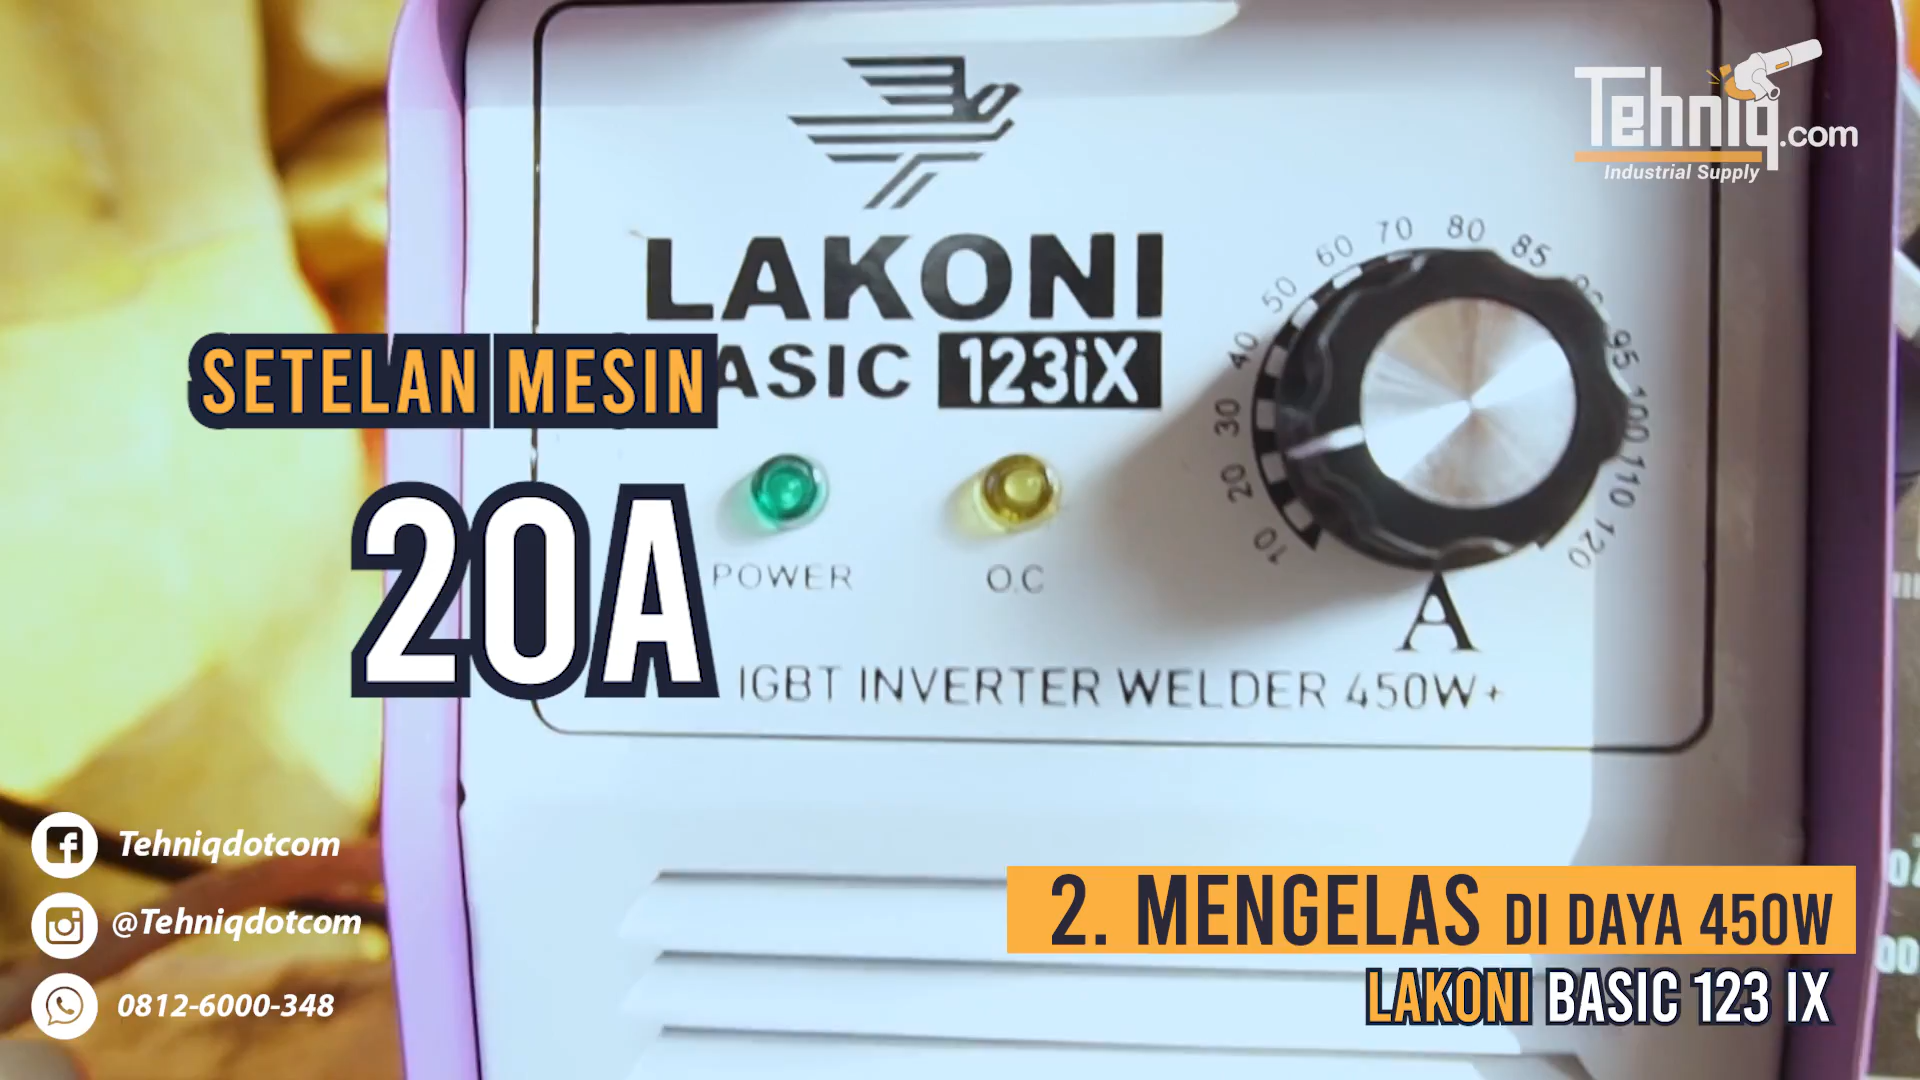 Tehniq.com
Industrial Supply
LAKONI
BASIC 123iX
SETELAN MESIN
20A
POWER
O.C
10 20 30 40 50 60 70 80 85 95 100 110 120
A
IGBT INVERTER WELDER 450W+
Tehniqdotcom
@Tehniqdotcom
0812-6000-348
2. MENGELAS DI DAYA 450W
LAKONI BASIC 123 IX